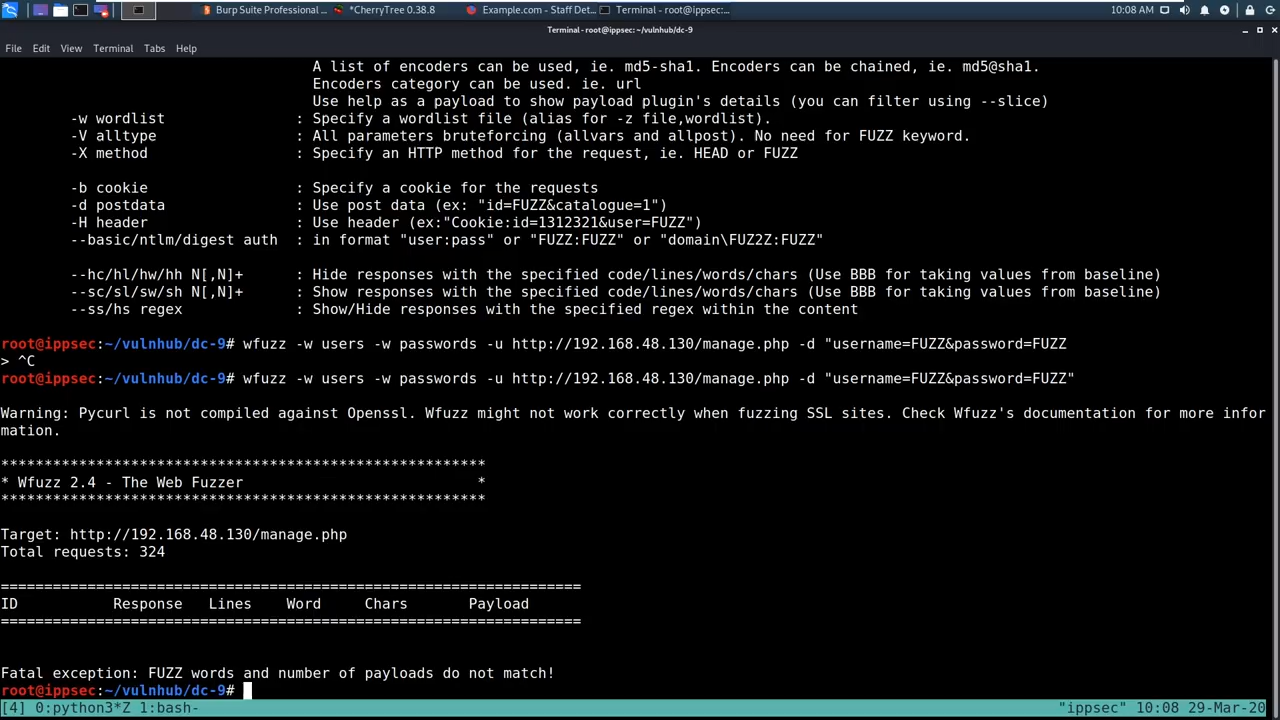 Burp Suite Professional ...
*CherryTree 0.38.8
Example.com - Staff Det...
Terminal - root@ippsec:...
10:08 AM
Terminal - root@ippsec:~/vulnhub/dc-9
File Edit View Terminal Tabs Help
A list of encoders can be used, ie. md5-sha1. Encoders can be chained, ie. md5@sha1.
Encoders category can be used. ie. url
Use help as a payload to show payload plugin's details (you can filter using --slice)
-w wordlist : Specify a wordlist file (alias for -z file,wordlist).
-V alltype : All parameters bruteforcing (allvars and allpost). No need for FUZZ keyword.
-X method : Specify an HTTP method for the request, ie. HEAD or FUZZ
-b cookie : Specify a cookie for the requests
-d postdata : Use post data (ex: "id=FUZZ&catalogue=1")
-H header : Use header (ex:"Cookie:id=1312321&user=FUZZ")
--basic/ntlm/digest auth : in format "user:pass" or "FUZZ:FUZZ" or "domain\FUZ2Z:FUZZ"
--hc/hl/hw/hh N[,N]+ : Hide responses with the specified code/lines/words/chars (Use BBB for taking values from baseline)
--sc/sl/sw/sh N[,N]+ : Show responses with the specified code/lines/words/chars (Use BBB for taking values from baseline)
--ss/hs regex : Show/Hide responses with the specified regex within the content
root@ippsec:~/vulnhub/dc-9# wfuzz -w users -w passwords -u http://192.168.48.130/manage.php -d "username=FUZZ&password=FUZZ
> ^C
root@ippsec:~/vulnhub/dc-9# wfuzz -w users -w passwords -u http://192.168.48.130/manage.php -d "username=FUZZ&password=FUZZ"
Warning: Pycurl is not compiled against Openssl. Wfuzz might not work correctly when fuzzing SSL sites. Check Wfuzz's documentation for more infor
mation.
********************************************************
* Wfuzz 2.4 - The Web Fuzzer                           *
********************************************************
Target: http://192.168.48.130/manage.php
Total requests: 324
===================================================================
ID Response Lines Word Chars Payload
===================================================================
Fatal exception: FUZZ words and number of payloads do not match!
root@ippsec:~/vulnhub/dc-9#
[4] 0:python3*Z 1:bash- "ippsec" 10:08 29-Mar-20